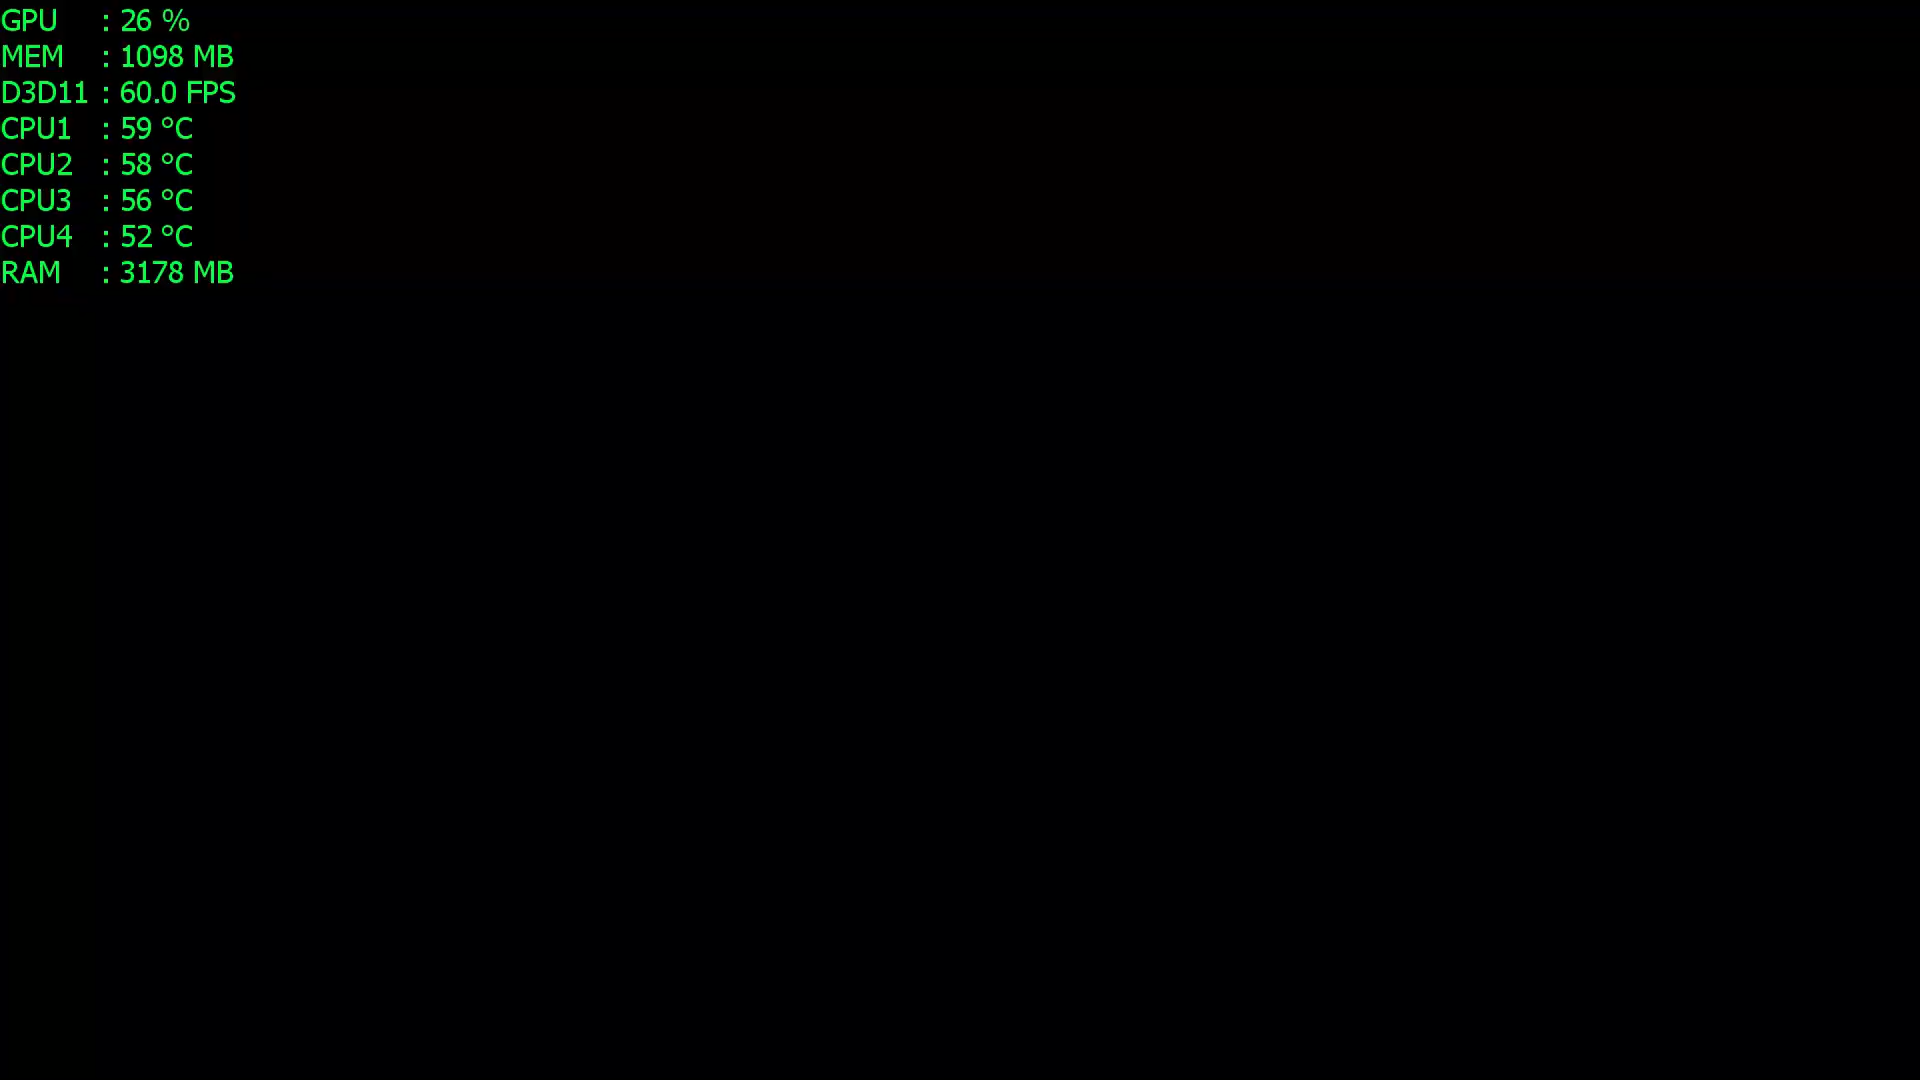 GPU : 26 %
MEM : 1098 MB
D3D11 : 60.0 FPS
CPU1 : 59 °C
CPU2 : 58 °C
CPU3 : 56 °C
CPU4 : 52 °C
RAM : 3178 MB